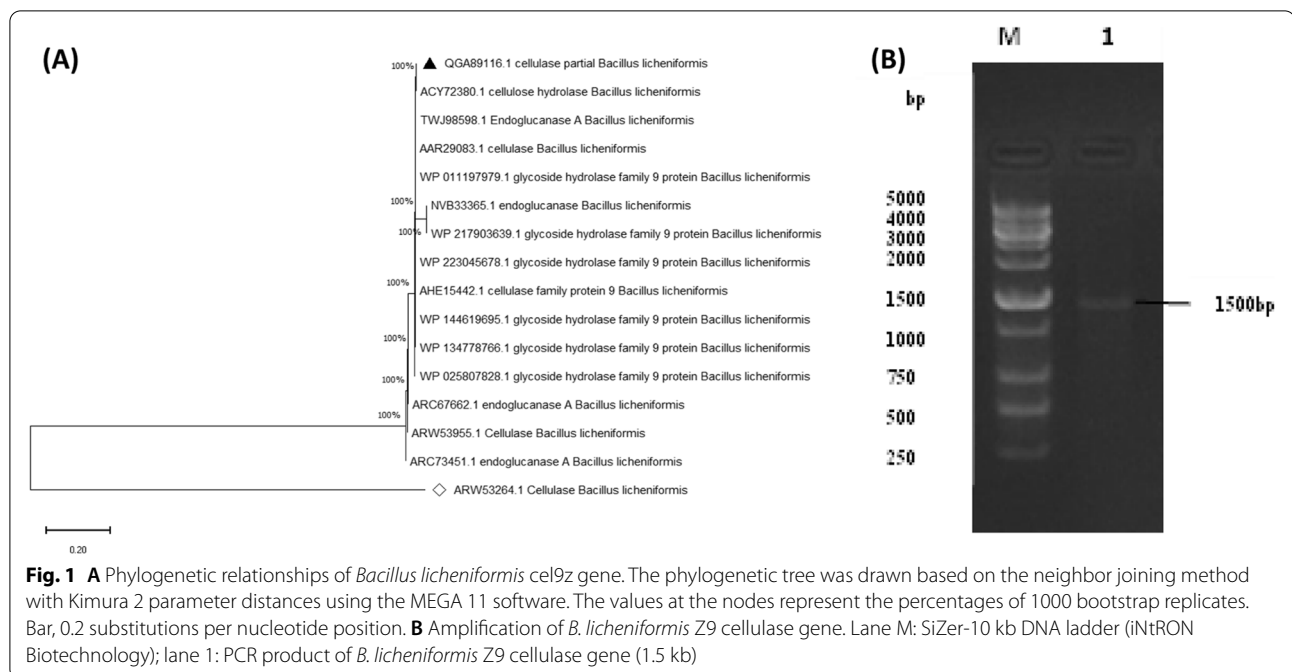 (A)
100%
▲ QGA89116.1 cellulase partial Bacillus licheniformis
ACY72380.1 cellulose hydrolase Bacillus licheniformis
TWJ98598.1 Endoglucanase A Bacillus licheniformis
AAR29083.1 cellulase Bacillus licheniformis
WP 011197979.1 glycoside hydrolase family 9 protein Bacillus licheniformis
100%
NVB33365.1 endoglucanase Bacillus licheniformis
100%
WP 217903639.1 glycoside hydrolase family 9 protein Bacillus licheniformis
WP 223045678.1 glycoside hydrolase family 9 protein Bacillus licheniformis
100%
AHE15442.1 cellulase family protein 9 Bacillus licheniformis
WP 144619695.1 glycoside hydrolase family 9 protein Bacillus licheniformis
WP 134778766.1 glycoside hydrolase family 9 protein Bacillus licheniformis
100%
WP 025807828.1 glycoside hydrolase family 9 protein Bacillus licheniformis
ARC67662.1 endoglucanase A Bacillus licheniformis
100%
ARW53955.1 Cellulase Bacillus licheniformis
ARC73451.1 endoglucanase A Bacillus licheniformis
◇ ARW53264.1 Cellulase Bacillus licheniformis
0.20
(B)
M 1
bp
5000
4000
3000
2000
1500
1000
750
500
250
1500bp
Fig. 1 A Phylogenetic relationships of Bacillus licheniformis cel9z gene. The phylogenetic tree was drawn based on the neighbor joining method
with Kimura 2 parameter distances using the MEGA 11 software. The values at the nodes represent the percentages of 1000 bootstrap replicates.
Bar, 0.2 substitutions per nucleotide position. B Amplification of B. licheniformis Z9 cellulase gene. Lane M: SiZer-10 kb DNA ladder (iNtRON
Biotechnology); lane 1: PCR product of B. licheniformis Z9 cellulase gene (1.5 kb)